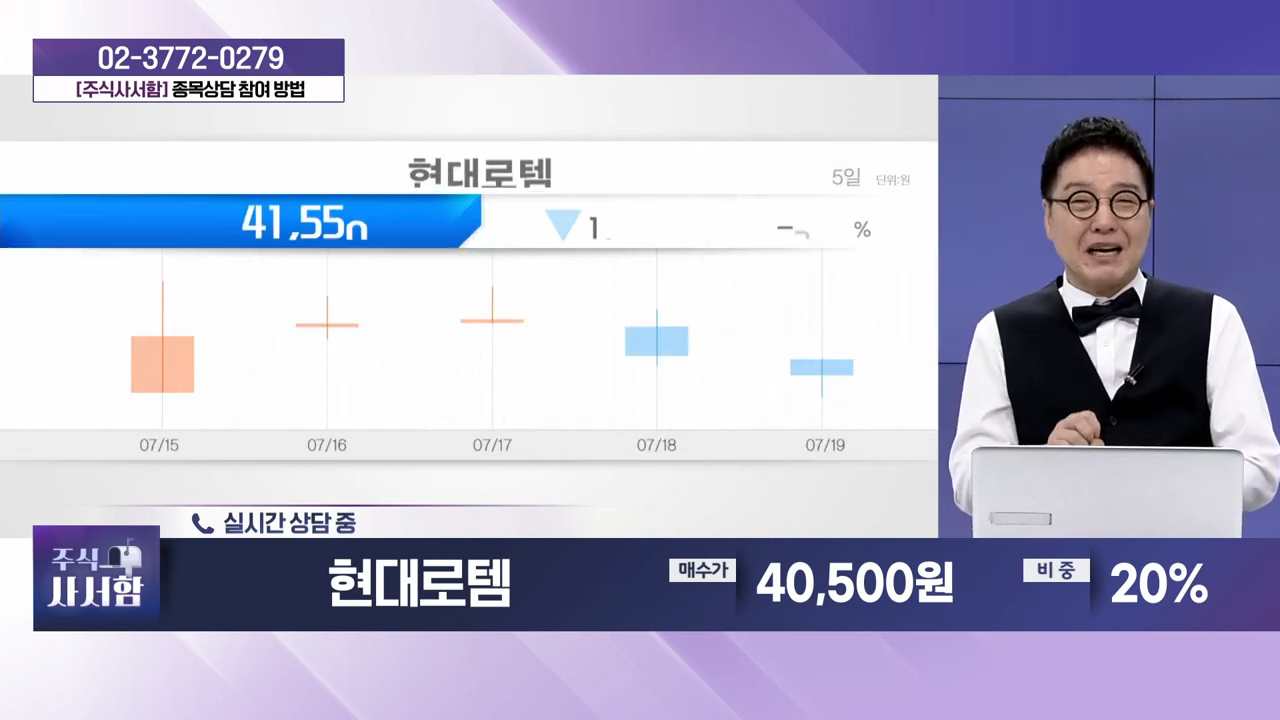 02-3772-0279
[주식사서함] 종목상담 참여 방법
현대로템
5일 단위:원
41,55
1
%
07/15 07/16 07/17 07/18 07/19
실시간 상담 중
주식
사서함
현대로템 매수가 40,500원 비중 20%